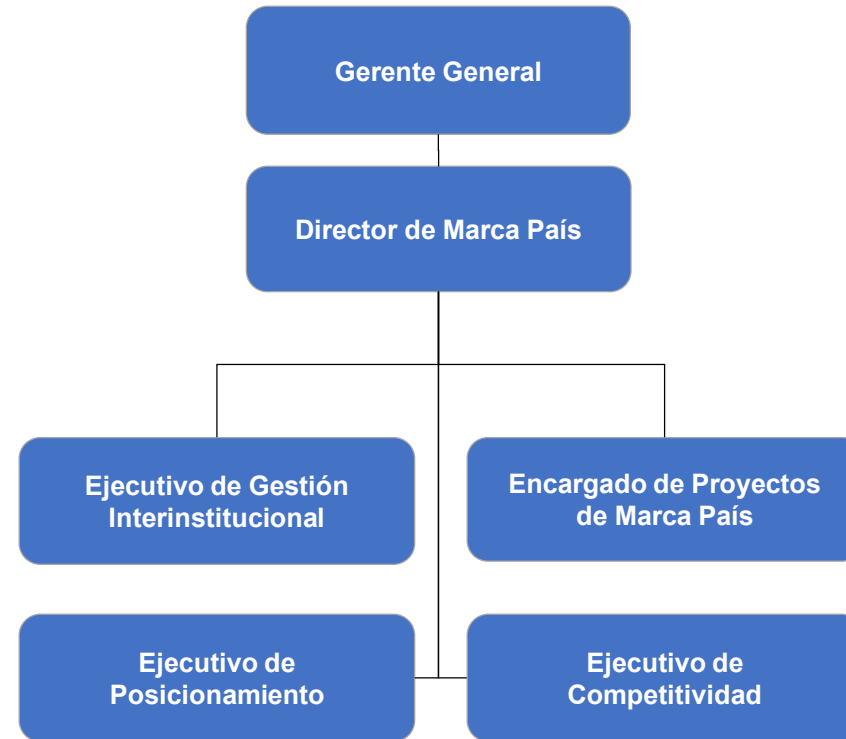 Gerente General
Director de Marca País
Ejecutivo de Gestión
Interinstitucional
Encargado de Proyectos
de Marca País
Ejecutivo de
Posicionamiento
Ejecutivo de
Competitividad